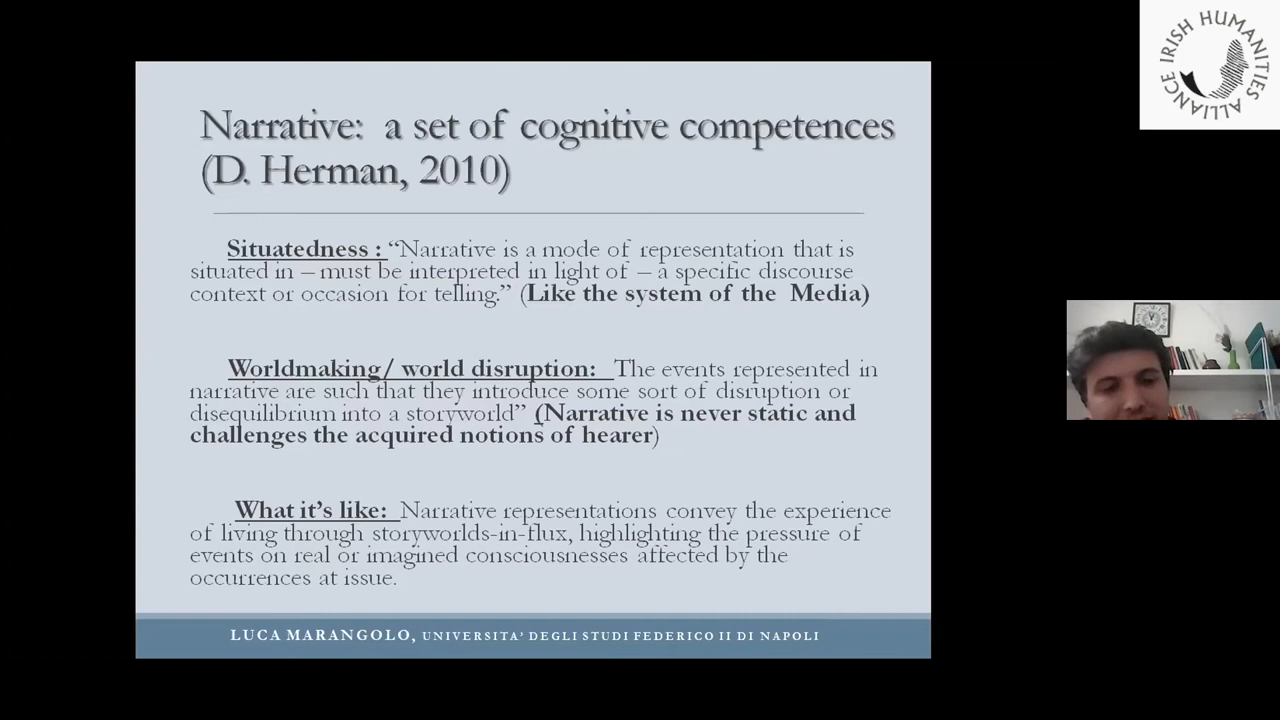 Narrative:  a set of cognitive competences
(D. Herman, 2010)
Situatedness : “Narrative is a mode of representation that is
situated in – must be interpreted in light of – a specific discourse
context or occasion for telling.” (Like the system of the  Media)
Worldmaking/ world disruption:  The events represented in
narrative are such that they introduce some sort of disruption or
disequilibrium into a storyworld” (Narrative is never static and
challenges the acquired notions of hearer)
What it’s like:  Narrative representations convey the experience
of living through storyworlds-in-flux, highlighting the pressure of
events on real or imagined consciousnesses affected by the
occurrences at issue.
LUCA MARANGOLO, UNIVERSITA’ DEGLI STUDI FEDERICO II DI NAPOLI
IRISH HUMANITIES ALLIANCE